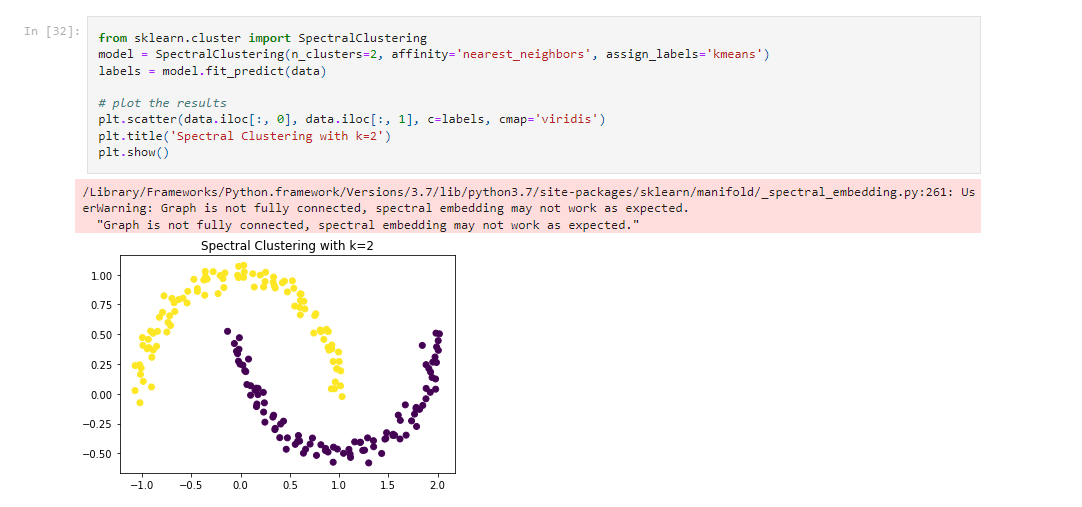 In [32]:
from sklearn.cluster import SpectralClustering
model = SpectralClustering(n_clusters=2, affinity='nearest_neighbors', assign_labels='kmeans')
labels = model.fit_predict(data)
# plot the results
plt.scatter(data.iloc[:, 0], data.iloc[:, 1], c=labels, cmap='viridis')
plt.title('Spectral Clustering with k=2')
plt.show()
/Library/Frameworks/Python.framework/Versions/3.7/lib/python3.7/site-packages/sklearn/manifold/_spectral_embedding.py:261: Us
erWarning: Graph is not fully connected, spectral embedding may not work as expected.
"Graph is not fully connected, spectral embedding may not work as expected."
Spectral Clustering with k=2
1.00
0.75
0.50
0.25
0.00
−0.25
−0.50
−1.0 −0.5 0.0 0.5 1.0 1.5 2.0